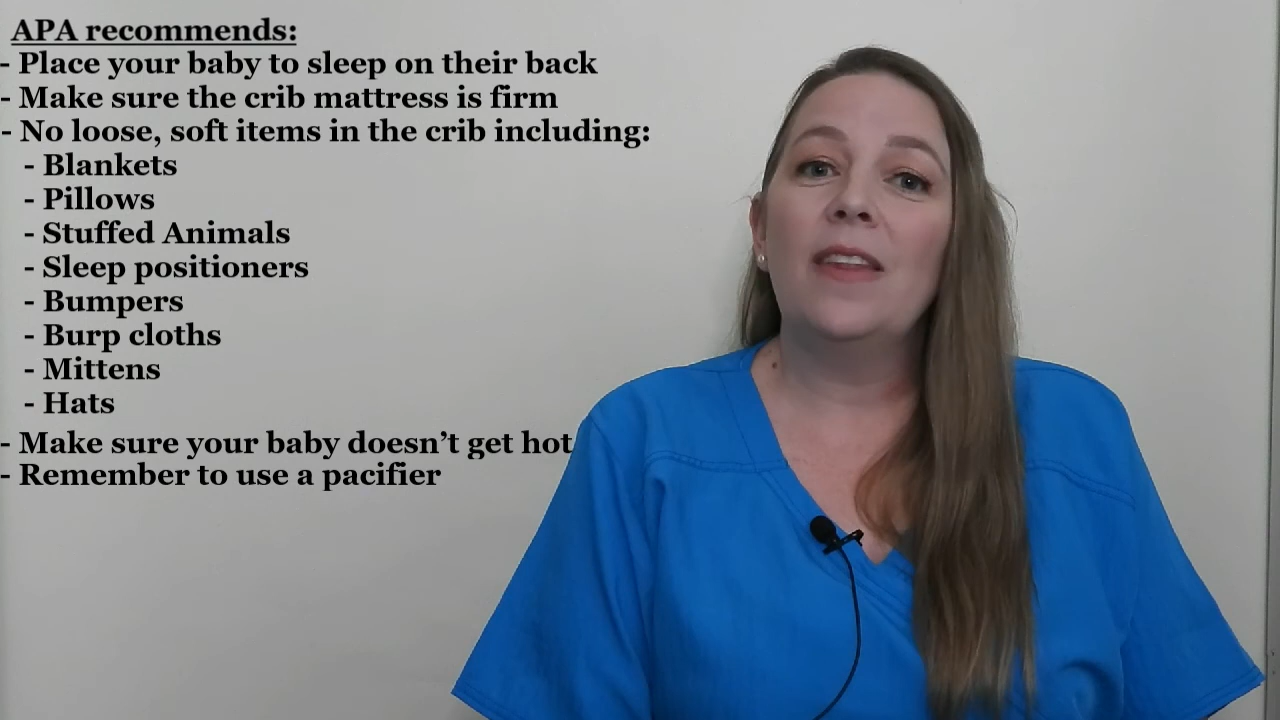 APA recommends:
- Place your baby to sleep on their back
- Make sure the crib mattress is firm
- No loose, soft items in the crib including:
- Blankets
- Pillows
- Stuffed Animals
- Sleep positioners
- Bumpers
- Burp cloths
- Mittens
- Hats
- Make sure your baby doesn’t get hot
- Remember to use a pacifier